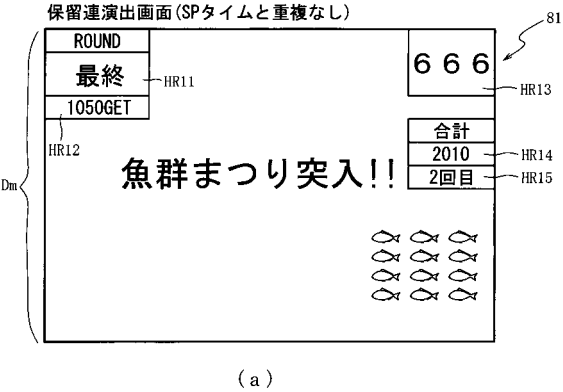 保留連演出画面(SPタイムと重複なし)
81
ROUND
最終
HR11
1050GET
HR12
666
HR13
合計
2010
HR14
2回目
HR15
Dm
魚群まつり突入!!
(a)